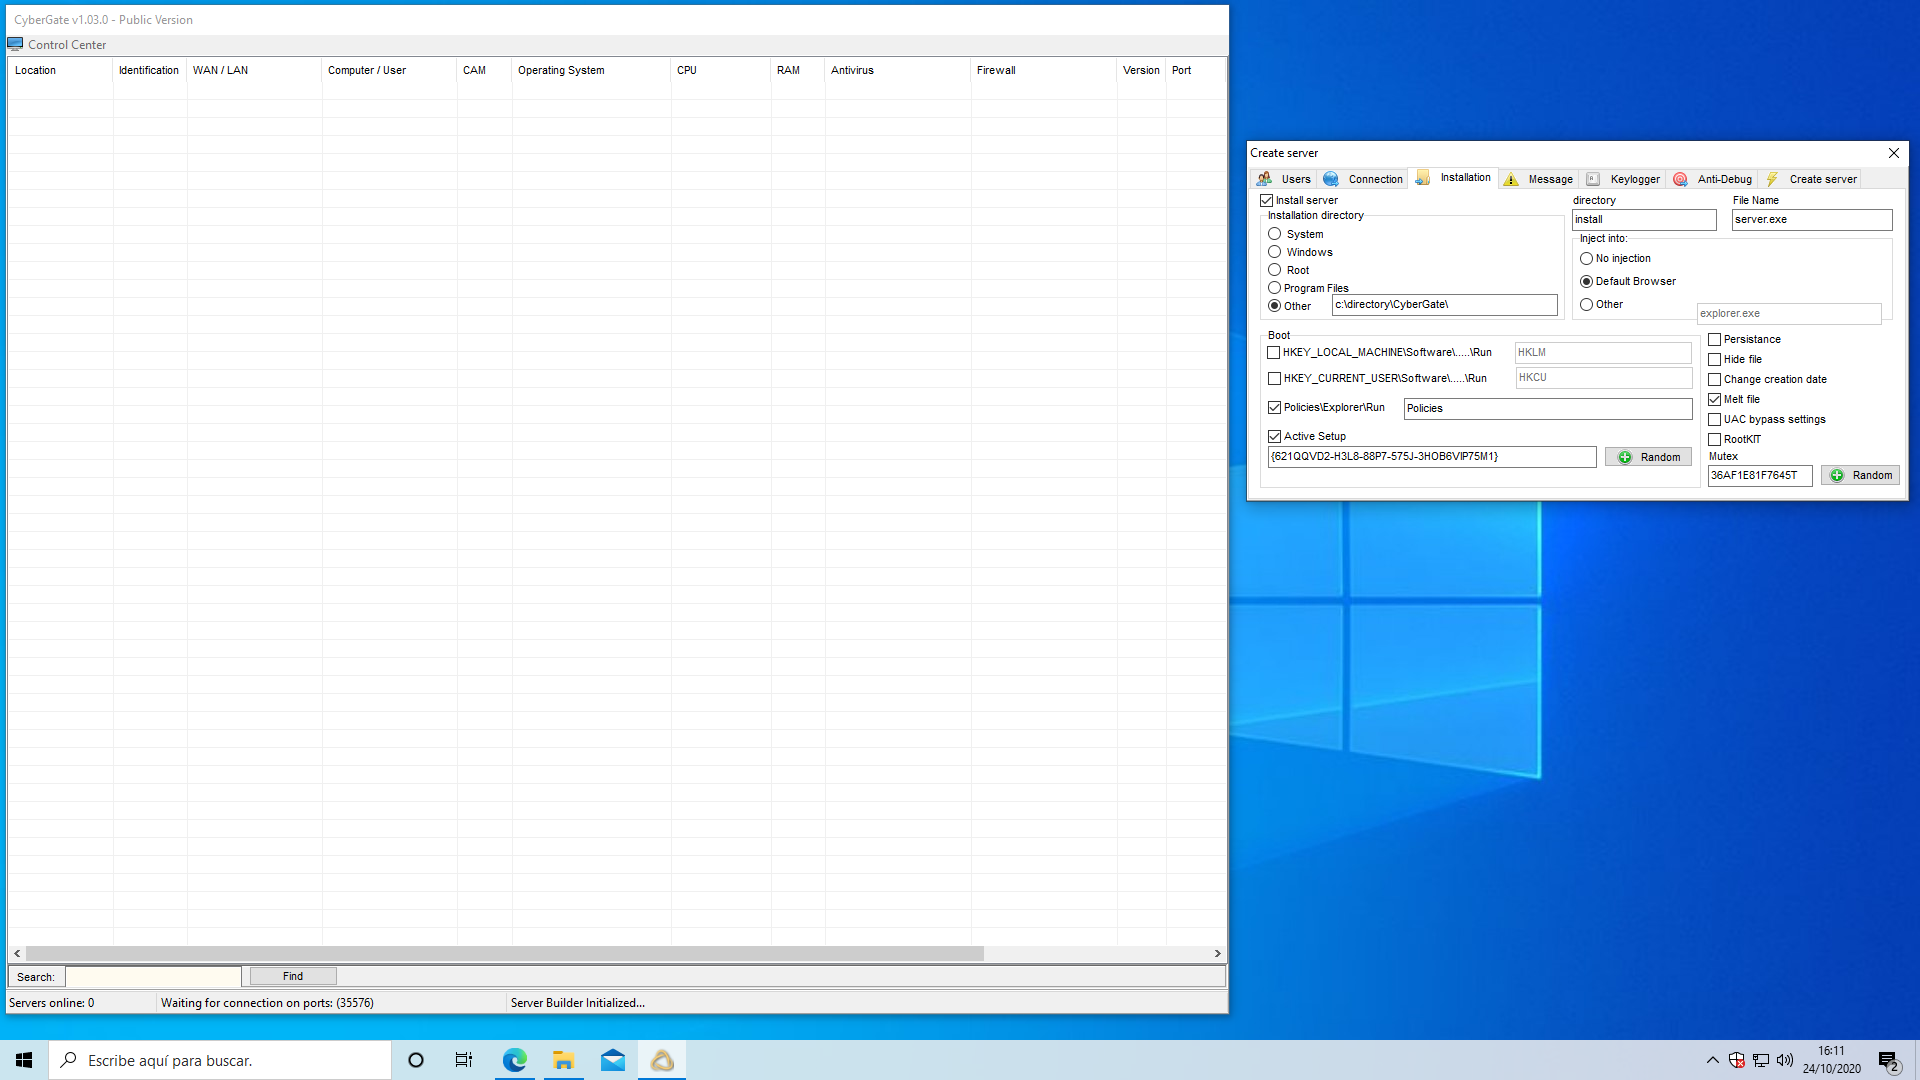 CyberGate v1.03.0 - Public Version
Control Center
Location Identification WAN / LAN Computer / User CAM Operating System CPU RAM Antivirus Firewall Version Port
Search: Find
Servers online: 0 Waiting for connection on ports: (35576) Server Builder Initialized...
Create server
Users Connection Installation Message Keylogger Anti-Debug Create server
Install server
Installation directory
System
Windows
Root
Program Files
Other c:\directory\CyberGate\
directory File Name
install server.exe
Inject into:
No injection
Default Browser
Other
explorer.exe
Boot
HKEY_LOCAL_MACHINE\Software\.....\Run HKLM
HKEY_CURRENT_USER\Software\.....\Run HKCU
Policies\Explorer\Run Policies
Active Setup
{621QQVD2-H3L8-88P7-575J-3HOB6VIP75M1} Random
Persistance
Hide file
Change creation date
Melt file
UAC bypass settings
RootKIT
Mutex
36AF1E81F7645T Random
Escribe aquí para buscar.
16:11
24/10/2020
2